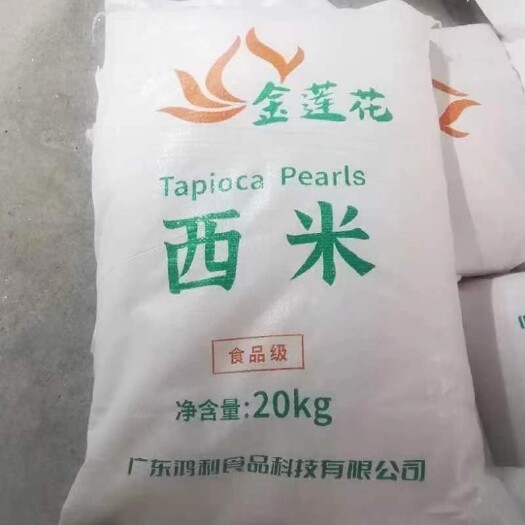 金莲花
Tapioca Pearls
西米
食品级
净含量:20kg
广东鸿利食品科技有限公司